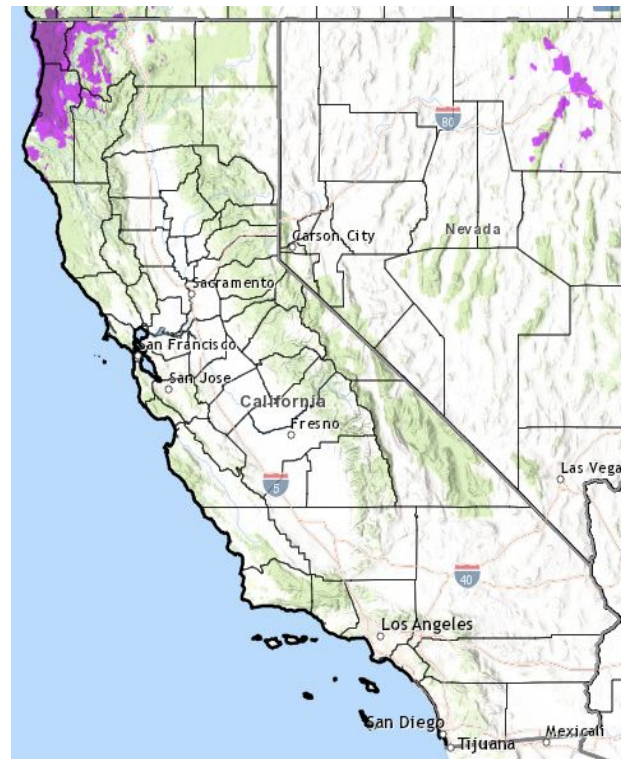 80
Carson City
Nevada
Sacramento
San Francisco
San Jose
California
Fresno
Las Vega
5
40
Los Angeles
San Diego
Mexicali
Tijuana